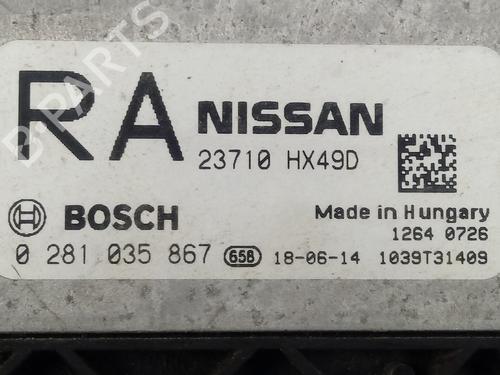 B-PARTS
RA NISSAN
23710 HX49D
BOSCH Made in Hungary
1264 0726
0 281 035 867 658 18-06-14 1039T31409